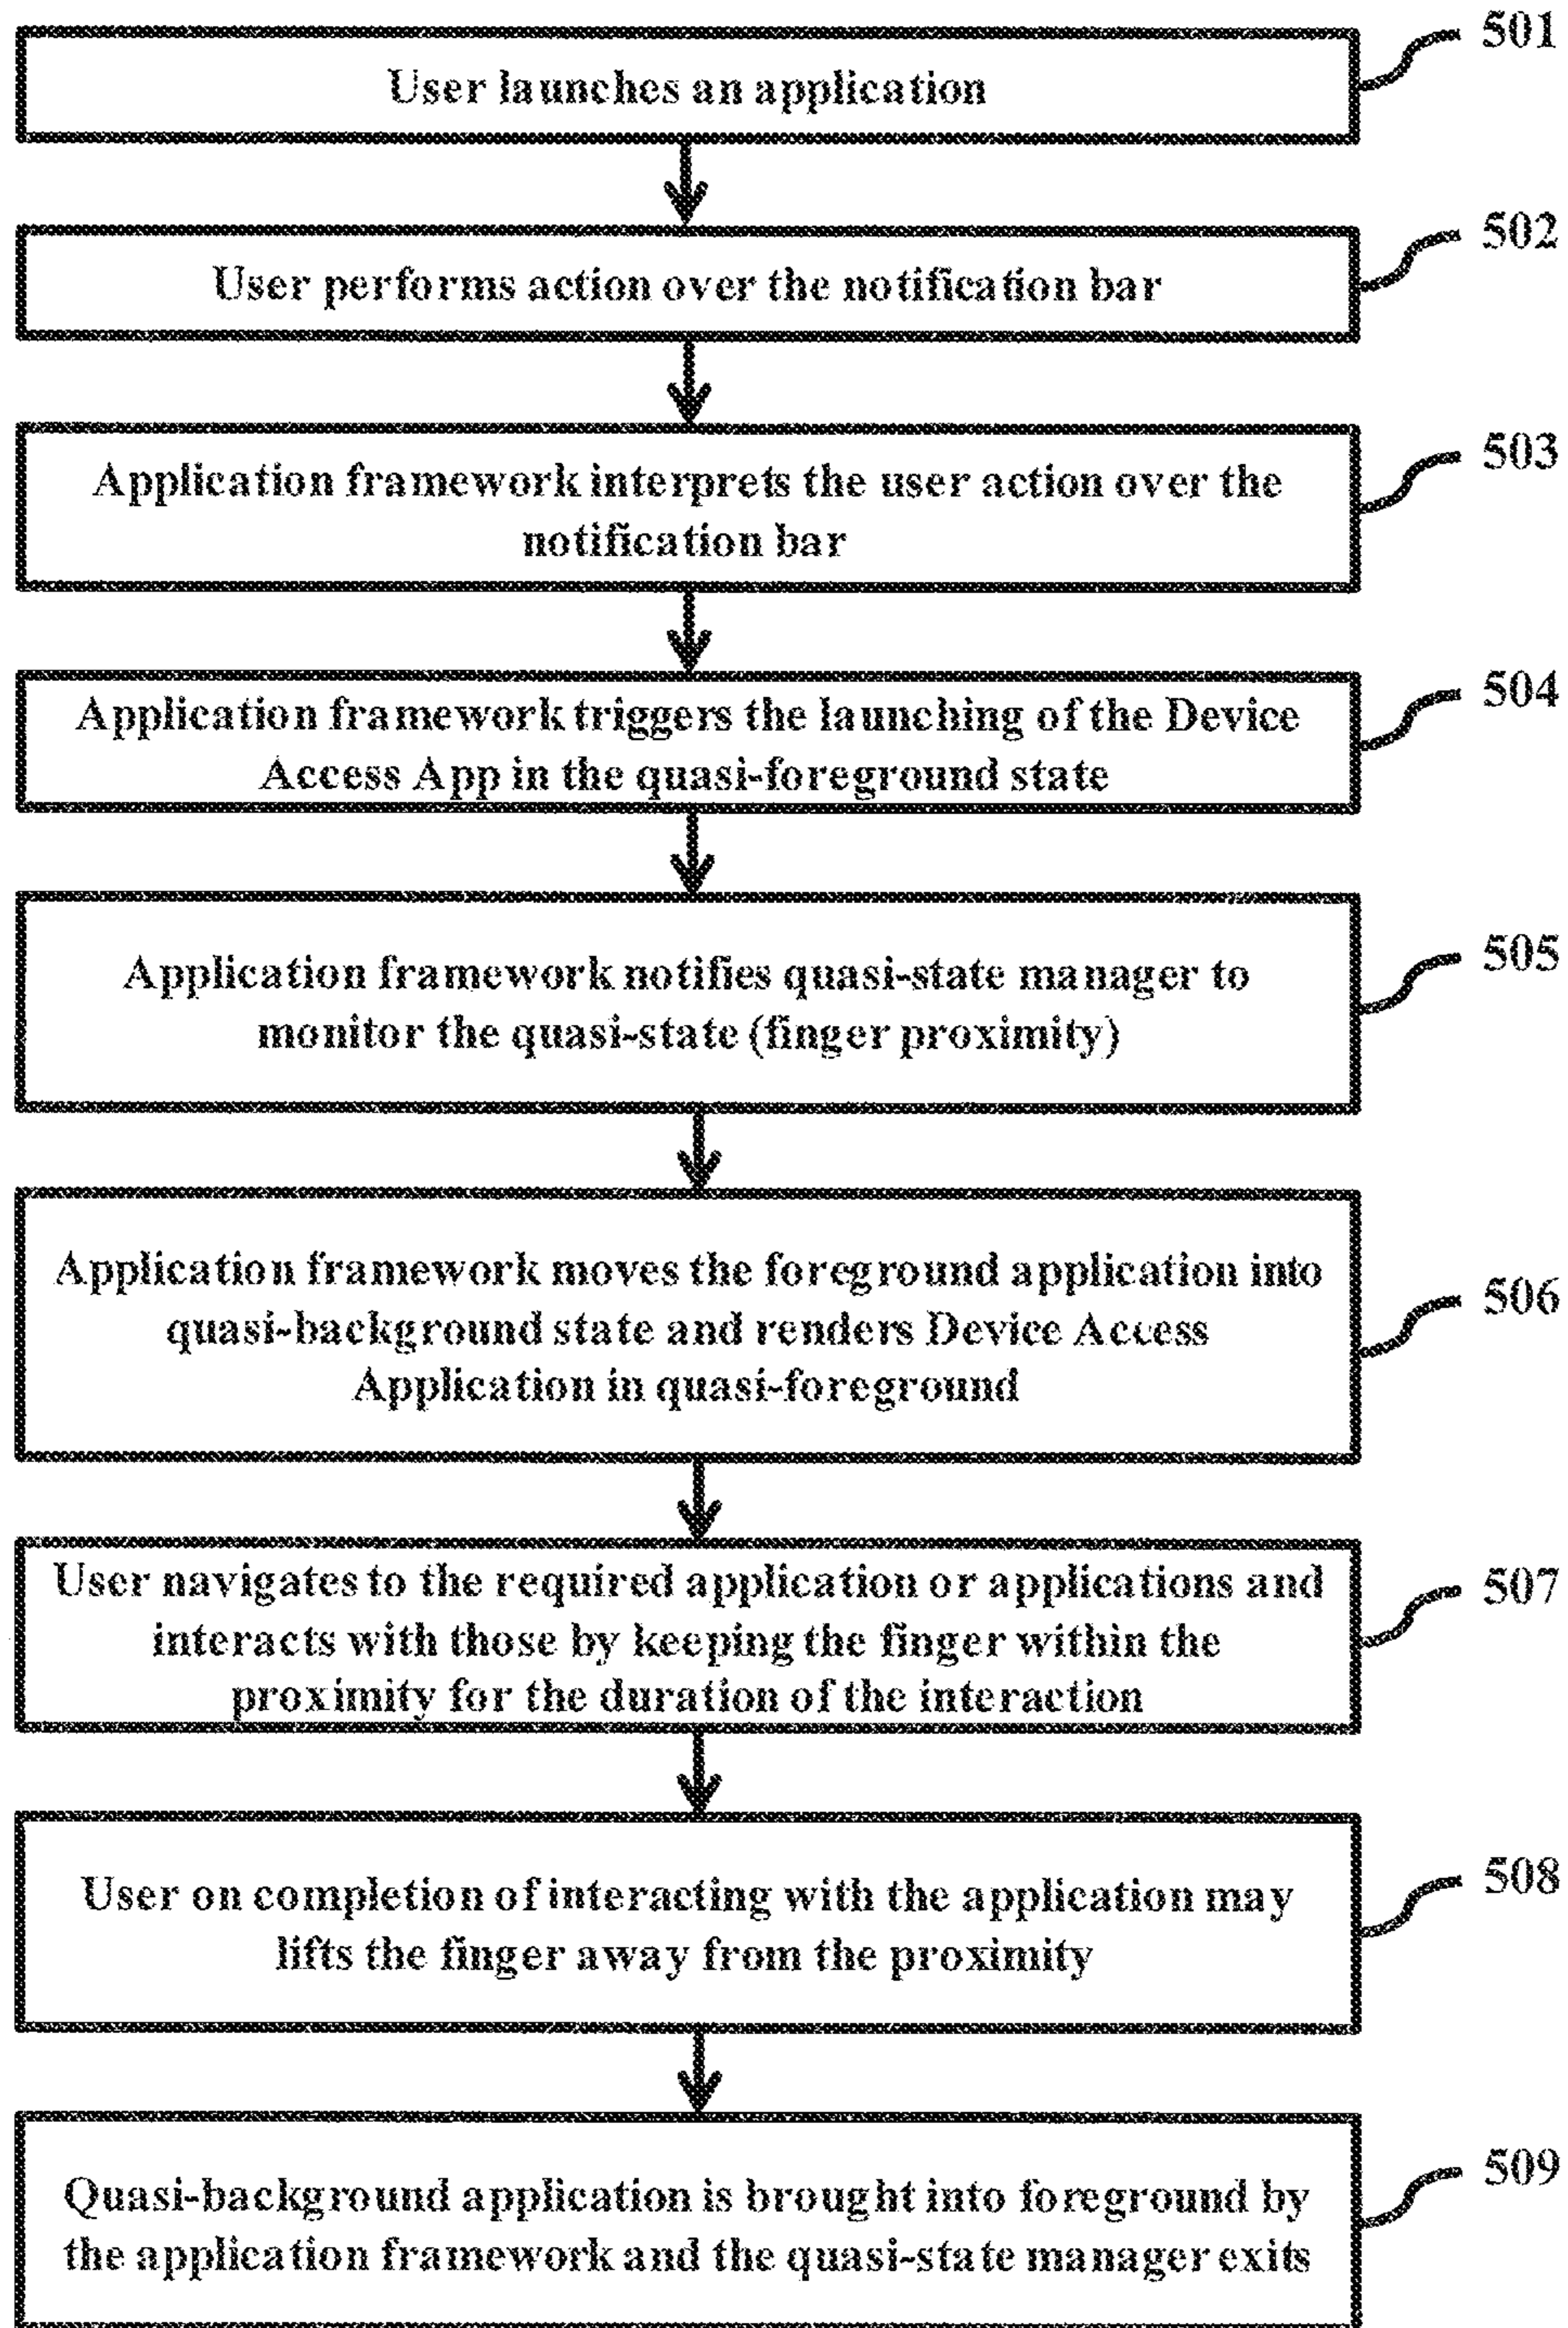 501
User launches an application
502
User performs action over the notification bar
503
Application framework interprets the user action over the
notification bar
504
Application framework triggers the launching of the Device
Access App in the quasi-foreground state
505
Application framework notifies quasi-state manager to
monitor the quasi-state (finger proximity)
506
Application framework moves the foreground application into
quasi-background state and renders Device Access
Application in quasi-foreground
507
User navigates to the required application or applications and
interacts with those by keeping the finger within the
proximity for the duration of the interaction
508
User on completion of interacting with the application may
lifts the finger away from the proximity
509
Quasi-background application is brought into foreground by
the application framework and the quasi-state manager exits